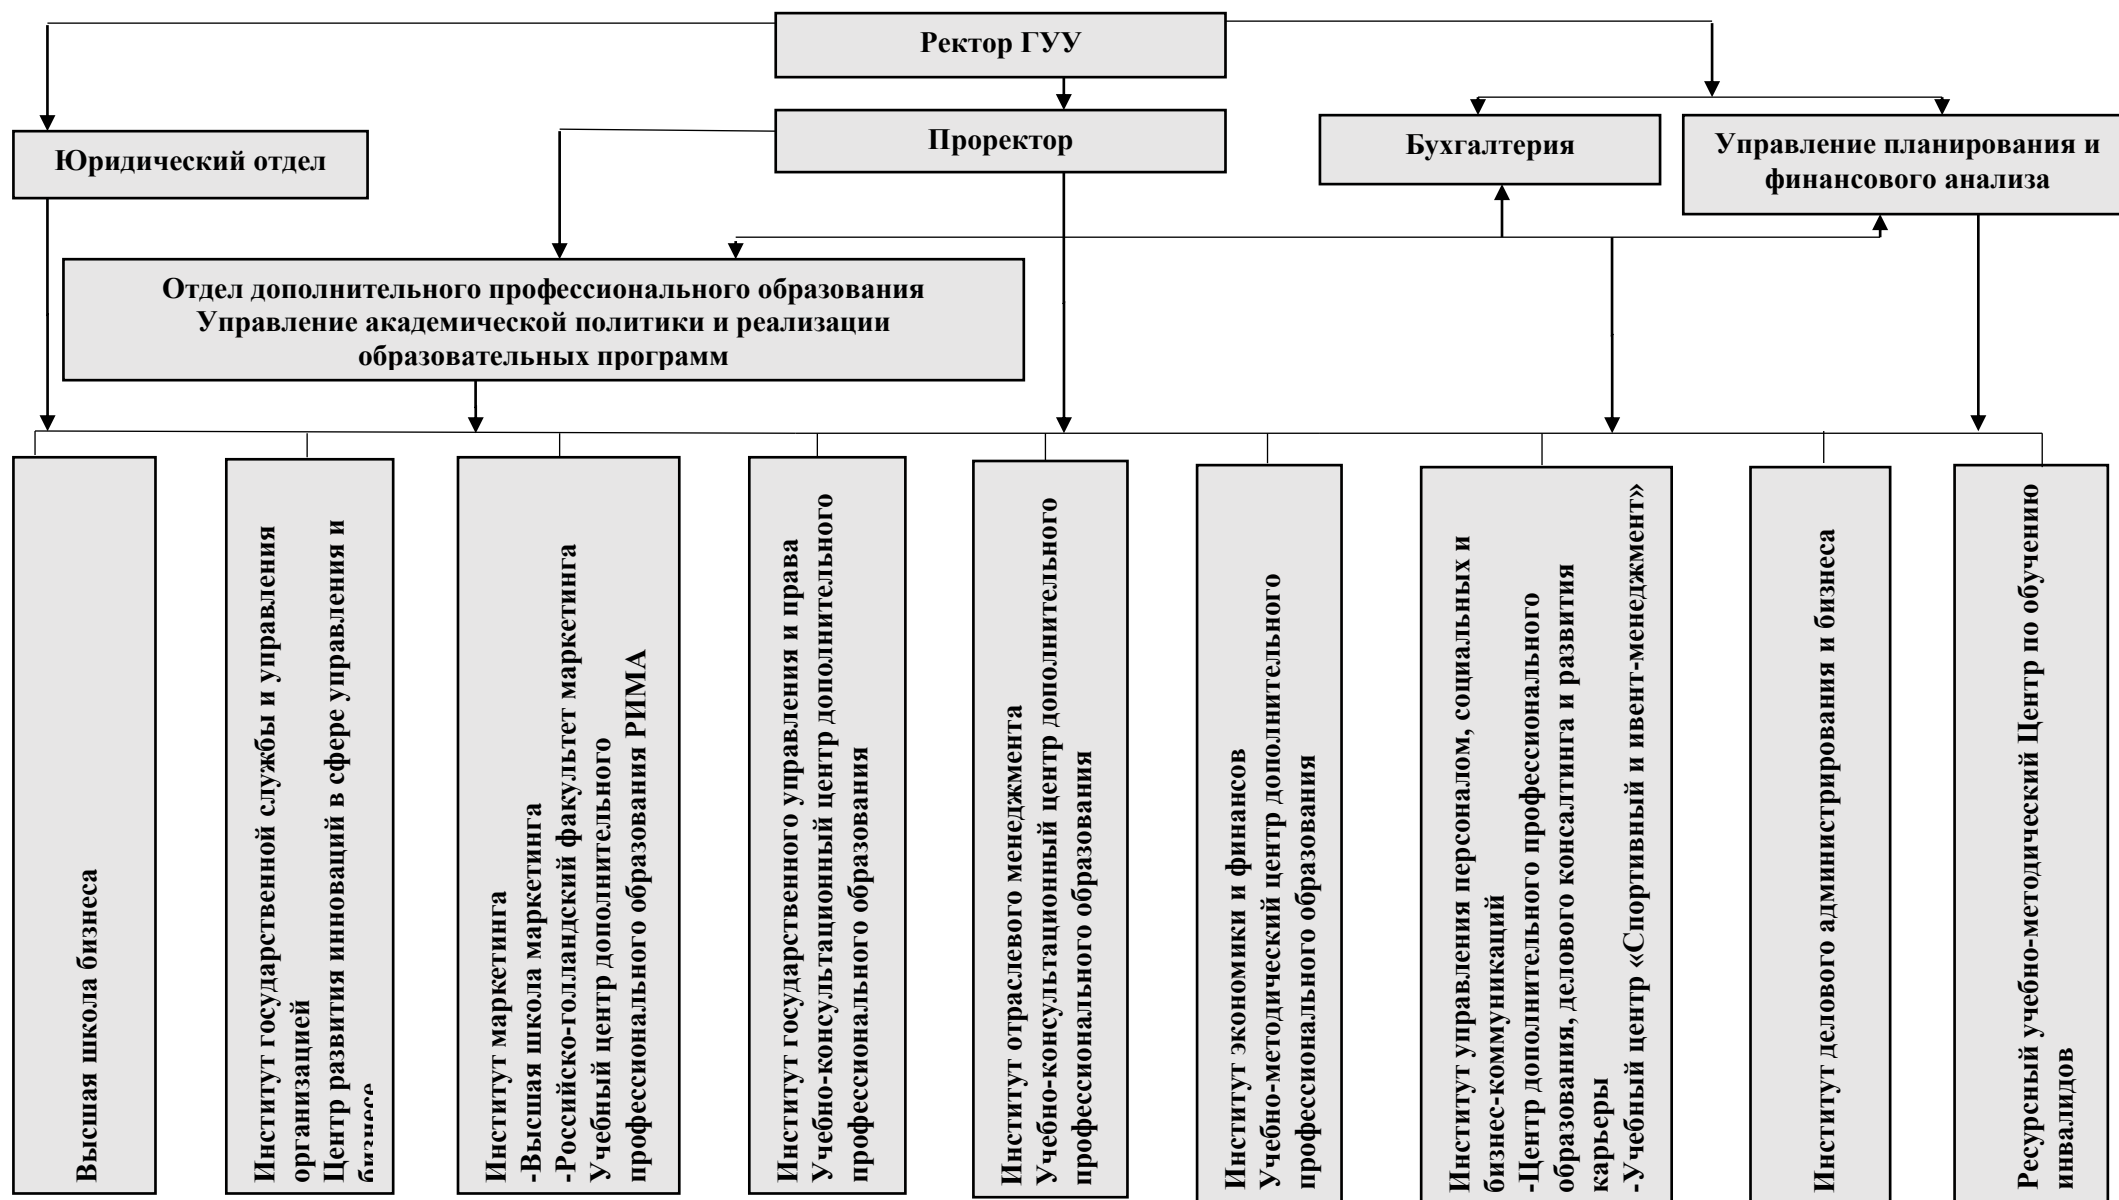 Ректор ГУУ
Проректор
Юридический отдел
Бухгалтерия
Управление планирования и
финансового анализа
Отдел дополнительного профессионального образования
Управление академической политики и реализации
образовательных программ
Высшая школа бизнеса
Институт государственной службы и управления
организацией
Центр развития инноваций в сфере управления и
бизнесе
Институт маркетинга
-Высшая школа маркетинга
-Российско-голландский факультет маркетинга
Учебный центр дополнительного
профессионального образования РИМА
Институт государственного управления и права
Учебно-консультационный центр дополнительного
профессионального образования
Институт отраслевого менеджмента
Учебно-консультационный центр дополнительного
профессионального образования
Институт экономики и финансов
Учебно-методический центр дополнительного
профессионального образования
Институт управления персоналом, социальных и
бизнес-коммуникаций
-Центр дополнительного профессионального
образования, делового консалтинга и развития
карьеры
-Учебный центр «Спортивный и ивент-менеджмент»
Институт делового администрирования и бизнеса
Ресурсный учебно-методический Центр по обучению
инвалидов